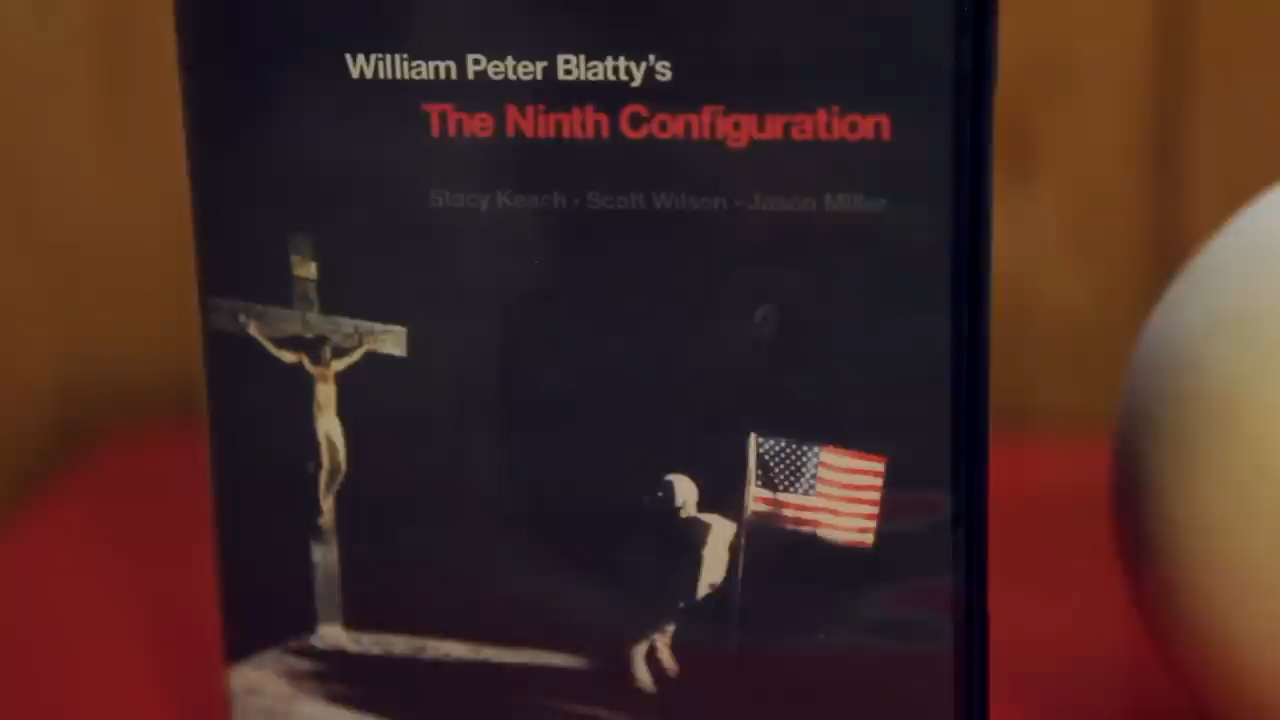 William Peter Blatty's
The Ninth Configuration
Stacy Keach · Scott Wilson · Jason Miller